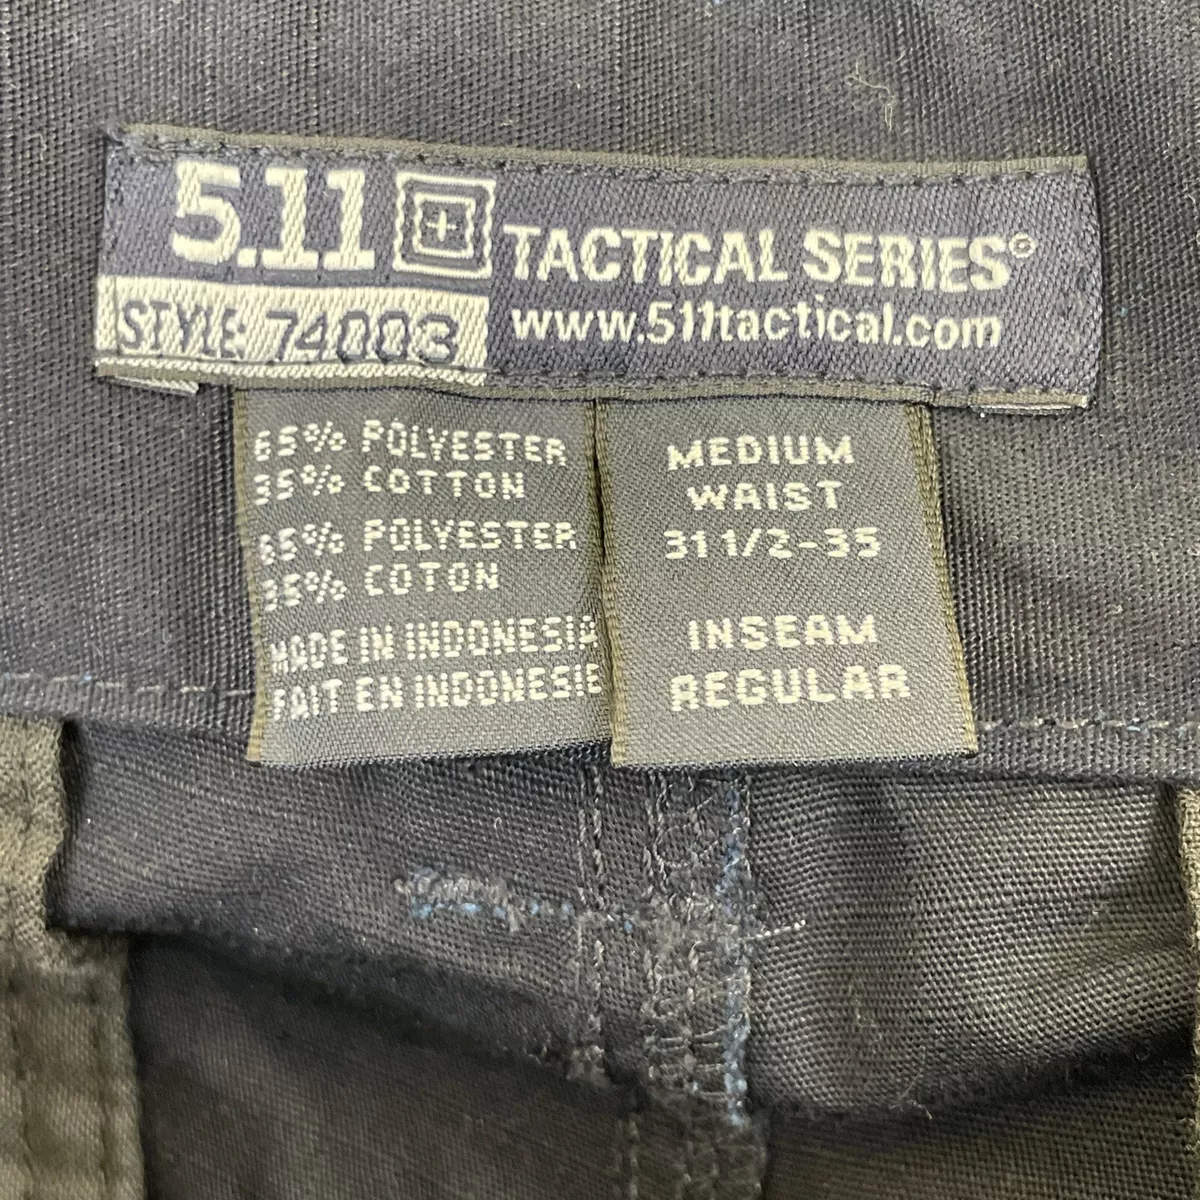 5.11 TACTICAL SERIES®
www.511tactical.com
STYLE: 74003
65% POLYESTER
35% COTTON
65% POLYESTER
35% COTON
MADE IN INDONESIA
FAIT EN INDONESIE
MEDIUM
WAIST
31 1/2-35
INSEAM
REGULAR